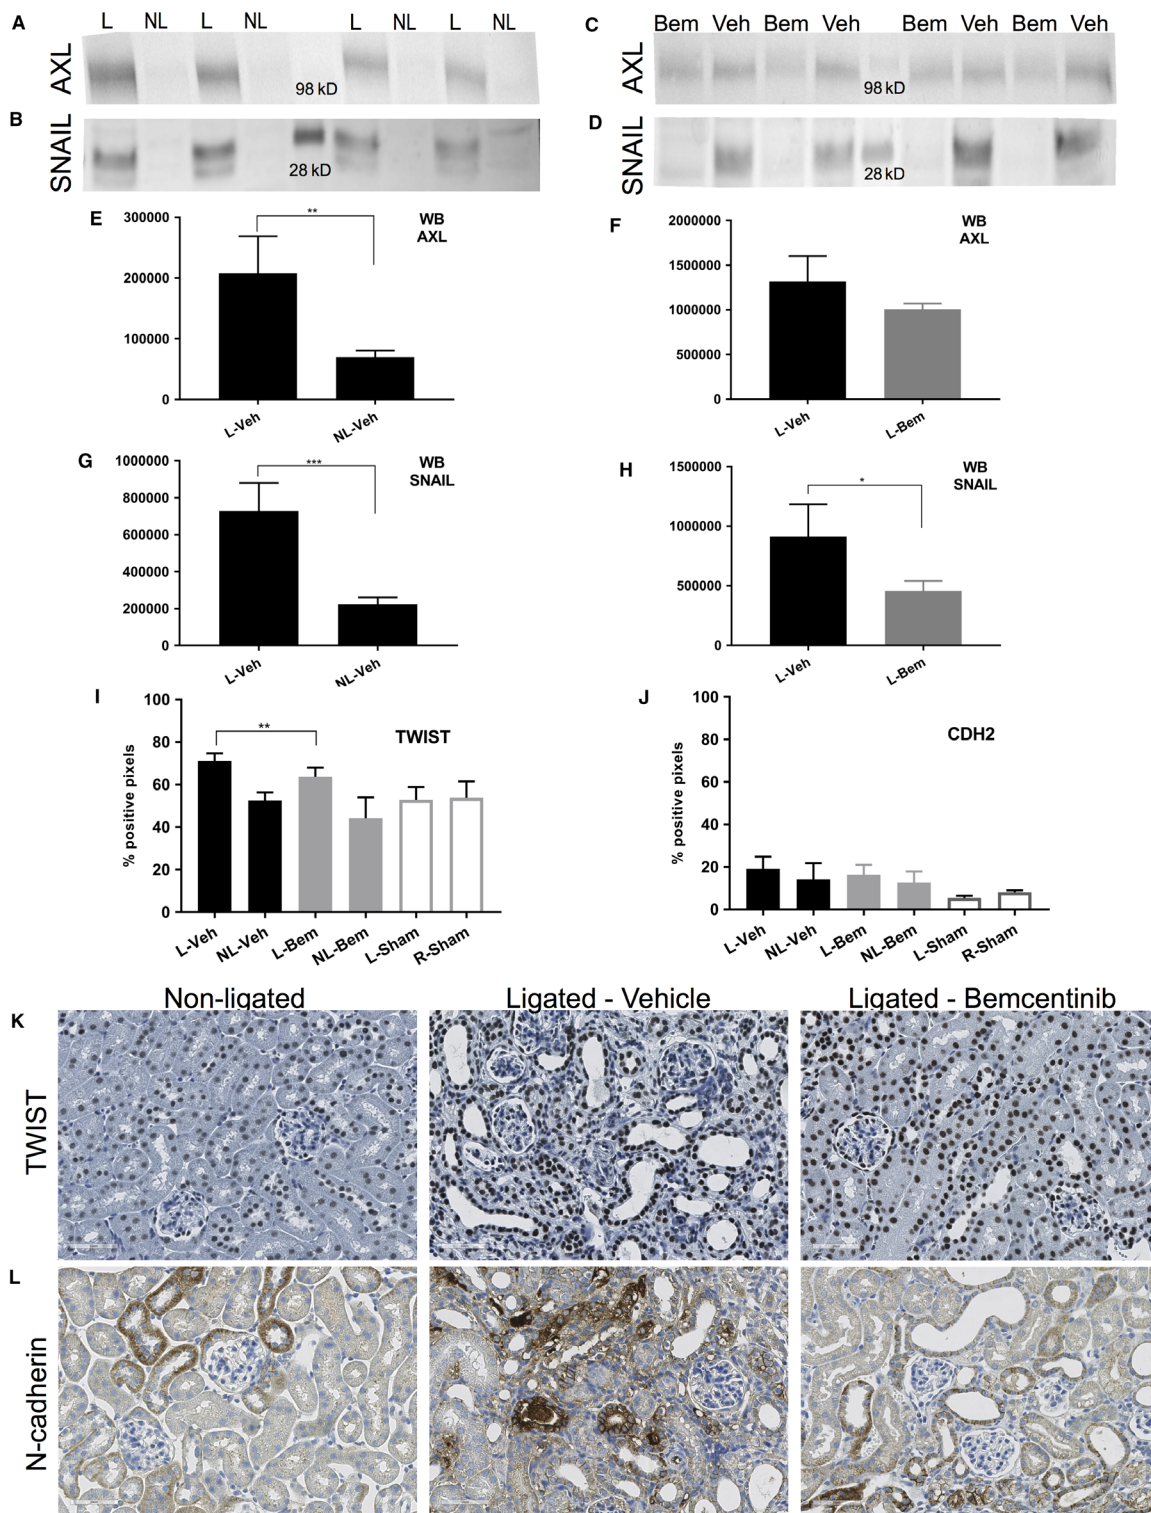 A L NL L NL L NL L NL
AXL
98 kD
B
SNAIL
28 kD
C Bem Veh Bem Veh Bem Veh Bem Veh
AXL
98 kD
D
SNAIL
28 kD
E
WB
AXL
**
300000
200000
100000
0
L-Veh NL-Veh
F
WB
AXL
2000000
1500000
1000000
500000
0
L-Veh L-Bem
G
WB
SNAIL
***
1000000
800000
600000
400000
200000
0
L-Veh NL-Veh
H
WB
SNAIL
*
1500000
1000000
500000
0
L-Veh L-Bem
I
TWIST
**
% positive pixels
100
80
60
40
20
0
L-Veh NL-Veh L-Bem NL-Bem L-Sham R-Sham
J
CDH2
% positive pixels
100
80
60
40
20
0
L-Veh NL-Veh L-Bem NL-Bem L-Sham R-Sham
Non-ligated Ligated - Vehicle Ligated - Bemcentinib
K
TWIST
L
N-cadherin